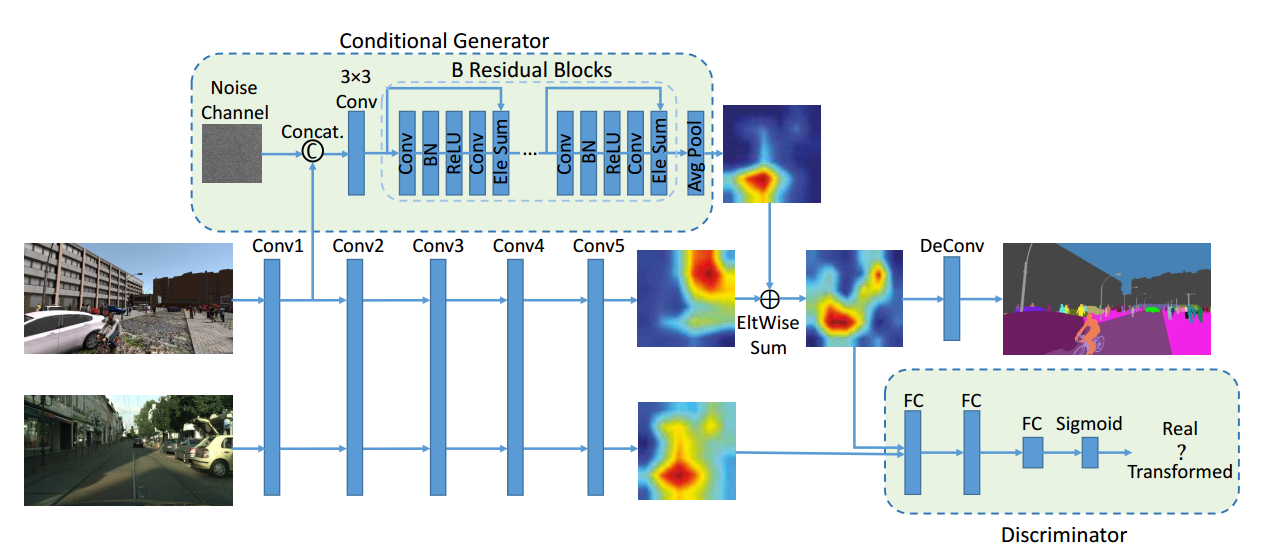 Conditional Generator
B Residual Blocks
3×3
Conv
Noise
Channel
Concat.
C
Conv
BN
ReLU
Conv
Ele Sum
...
Conv
BN
ReLU
Conv
Ele Sum
Avg Pool
Conv1
Conv2
Conv3
Conv4
Conv5
EltWise
Sum
DeConv
FC
FC
FC
Sigmoid
Real
?
Transformed
Discriminator